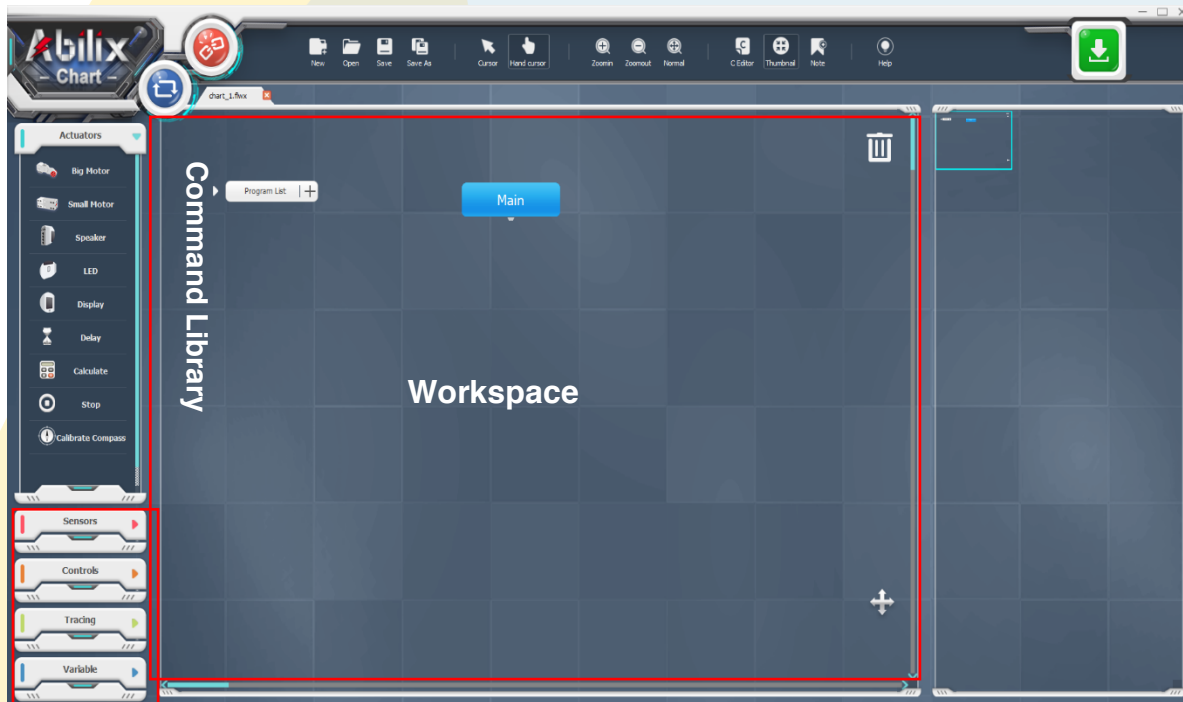 Abilix
Chart
New
Open
Save
Save As
Cursor
Hand cursor
Zoomin
Zoomout
Normal
C Editor
Thumbnail
Note
Help
chart_1.flwx
Actuators
Big Motor
Small Motor
Speaker
LED
Display
Delay
Calculate
Stop
Calibrate Compass
Sensors
Controls
Tracing
Variable
Command Library
Program List
Main
Workspace